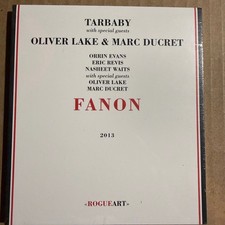 TARBABY
with special guests
OLIVER LAKE & MARC DUCRET
ORRIN EVANS
ERIC REVIS
NASHEET WAITS
with special guests
OLIVER LAKE
MARC DUCRET
FANON
2013
«ROGUEART»